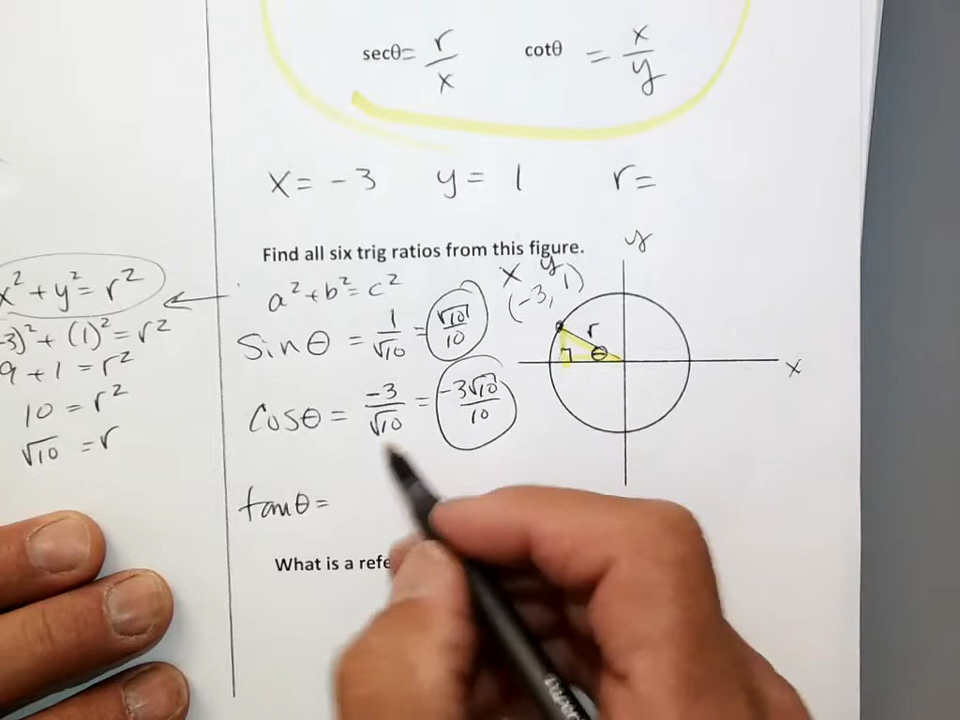 secθ= r/x cotθ = x/y
x = -3 y = 1 r=
Find all six trig ratios from this figure.
x² + y² = r²
-3)² + (1)² = r²
9 + 1 = r²
10 = r²
√10 = r
a² + b² = c²
sinθ = 1/√10 = √10/10
cosθ = -3/√10 = -3√10/10
tanθ =
y
x y
(-3, 1)
r
θ
x
What is a refe